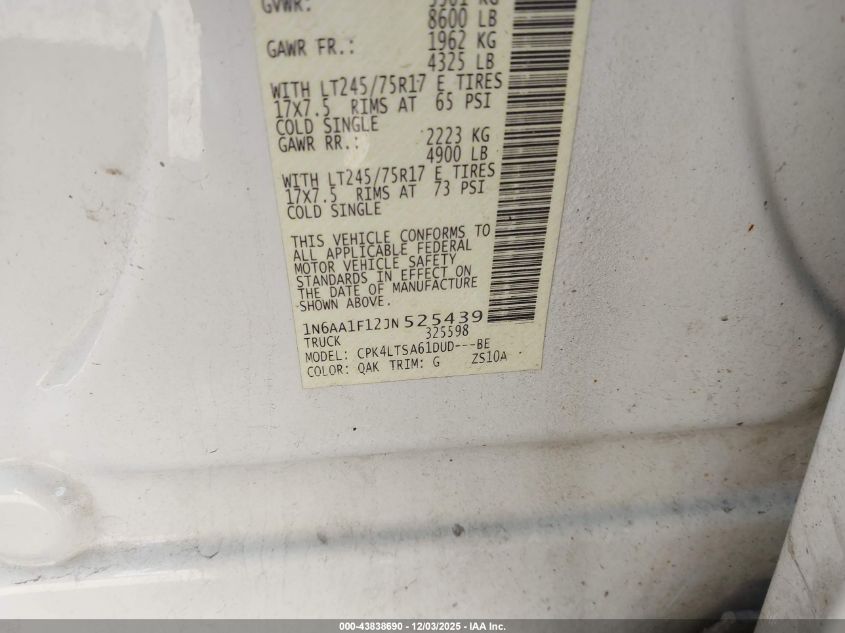 GVWR:
8600 LB
GAWR FR.: 1962 KG
4325 LB
WITH LT245/75R17 E TIRES
17X7.5 RIMS AT 65 PSI
COLD SINGLE
GAWR RR.: 2223 KG
4900 LB
WITH LT245/75R17 E TIRES
17X7.5 RIMS AT 73 PSI
COLD SINGLE
THIS VEHICLE CONFORMS TO
ALL APPLICABLE FEDERAL
MOTOR VEHICLE SAFETY
STANDARDS IN EFFECT ON
THE DATE OF MANUFACTURE
SHOWN ABOVE.
1N6AA1F12JN525439
TRUCK 325598
MODEL: CPK4LTSA61DUD---BE
COLOR: QAK TRIM: G ZS10A
000-43838690 - 12/03/2025 - IAA Inc.